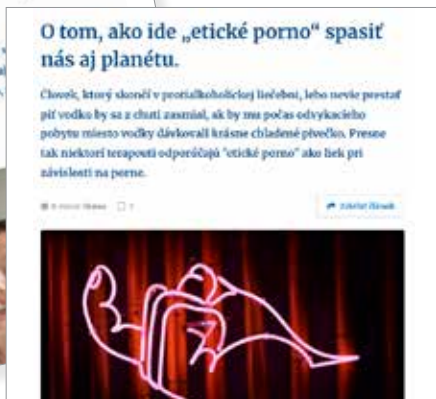 O tom, ako ide „etické porno“ spasiť
nás aj planétu.
Človek, ktorý skončí v protialkoholickej liečebni, lebo nevie prestať
piť vodku by sa z chuti zasmial, ak by mu počas odvykacieho
pobytu miesto vodky dávkovali krásne chladené pivečko. Presne
tak niektorí terapeuti odporúčajú "etické porno" ako liek pri
závislosti na porne.
zdieľať článok